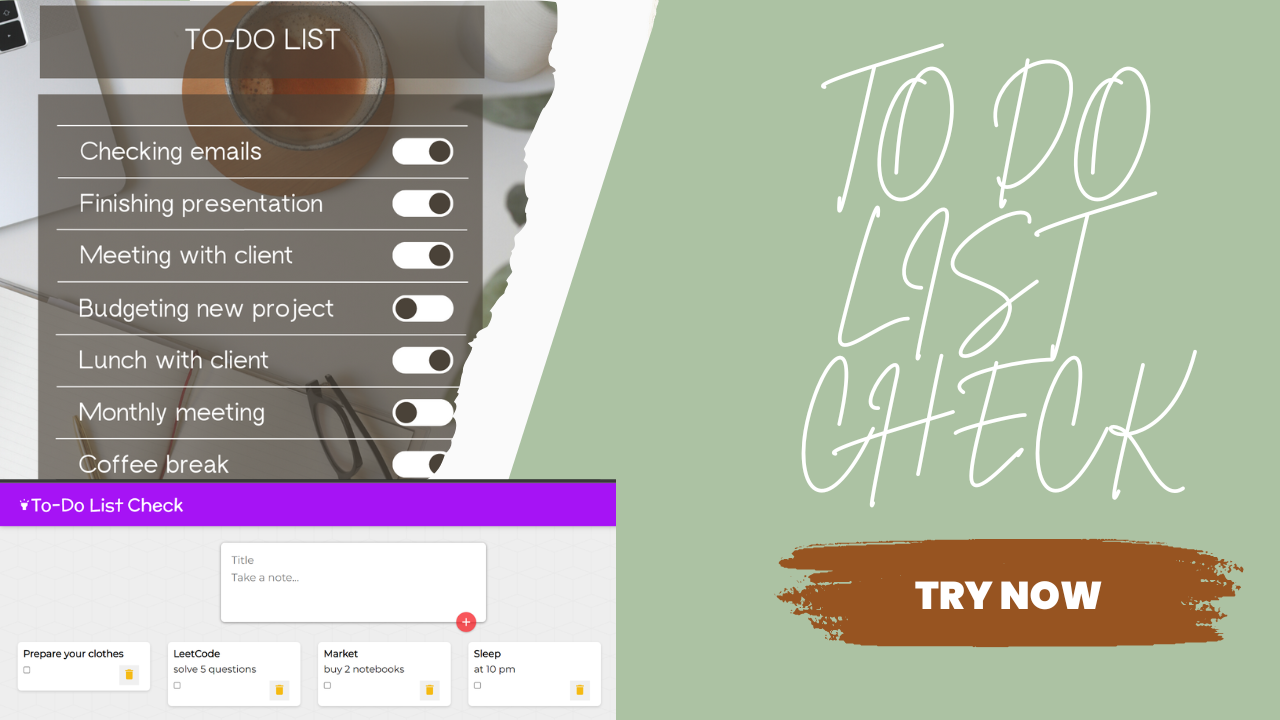 TO-DO LIST
Checking emails
Finishing presentation
Meeting with client
Budgeting new project
Lunch with client
Monthly meeting
Coffee break
To-Do List Check
Title
Take a note...
Prepare your clothes
LeetCode
solve 5 questions
Market
buy 2 notebooks
Sleep
at 10 pm
TO DO
LIST
CHECK
TRY NOW